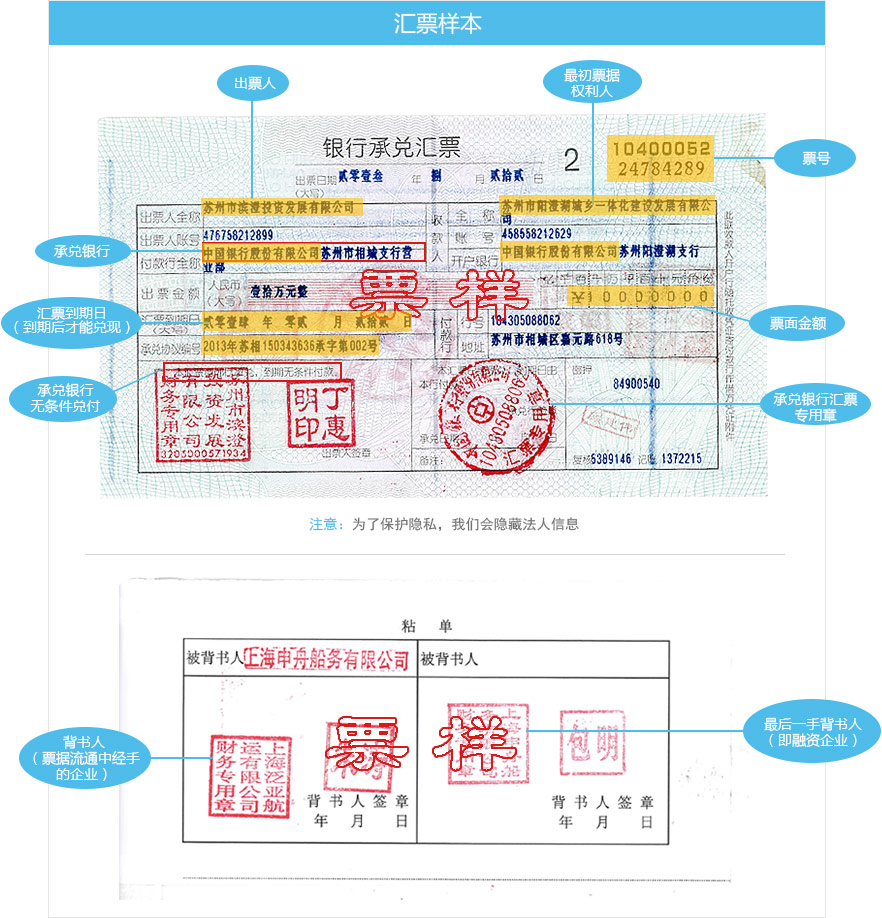 汇票样本
出票人
最初票据
权利人
银行承兑汇票
2
10400052
24784289
票号
出票日期
(大写)
贰零壹叁 年 捌 月 贰拾贰 日
出票人全称
苏州市滨澄投资发展有限公司
收
款
人
全 称
苏州市阳澄湖城乡一体化建设发展有限公
司
出票人账号
476758212899
账 号
458558212629
承兑银行
付款行全称
中国银行股份有限公司苏州市相城支行营
业部
开户银行
中国银行股份有限公司苏州阳澄湖支行
出票金额
人民币
(大写)
壹拾万元整
票样
票面金额
汇票到期日
(到期后才能兑现)
汇票到期日
(大写)
贰零壹肆 年 零贰 月 贰拾贰 日
付
款
行
行号
104305088062
地址
苏州市相城区嘉元路618号
承兑协议编号
2013年苏相150343636承字第002号
承兑银行
无条件兑付
到期无条件付款。
密押
84900540
承兑银行汇票
专用章
苏州市滨澄
投资发展
有限公司
财务专用章
3205000571934
丁惠
明印
出票人签章
104305088062
汇票专用章
备注:
复核5389146 记账 1372215
注意：为了保护隐私，我们会隐藏法人信息
粘 单
被背书人上海申舟船务有限公司
被背书人
票样
背书人
(票据流通中经手
的企业)
上海泛亚航
运有限公司
财务专用章
背书人签章
年 月 日
明
包
背书人签章
年 月 日
最后一手背书人
(即融资企业)